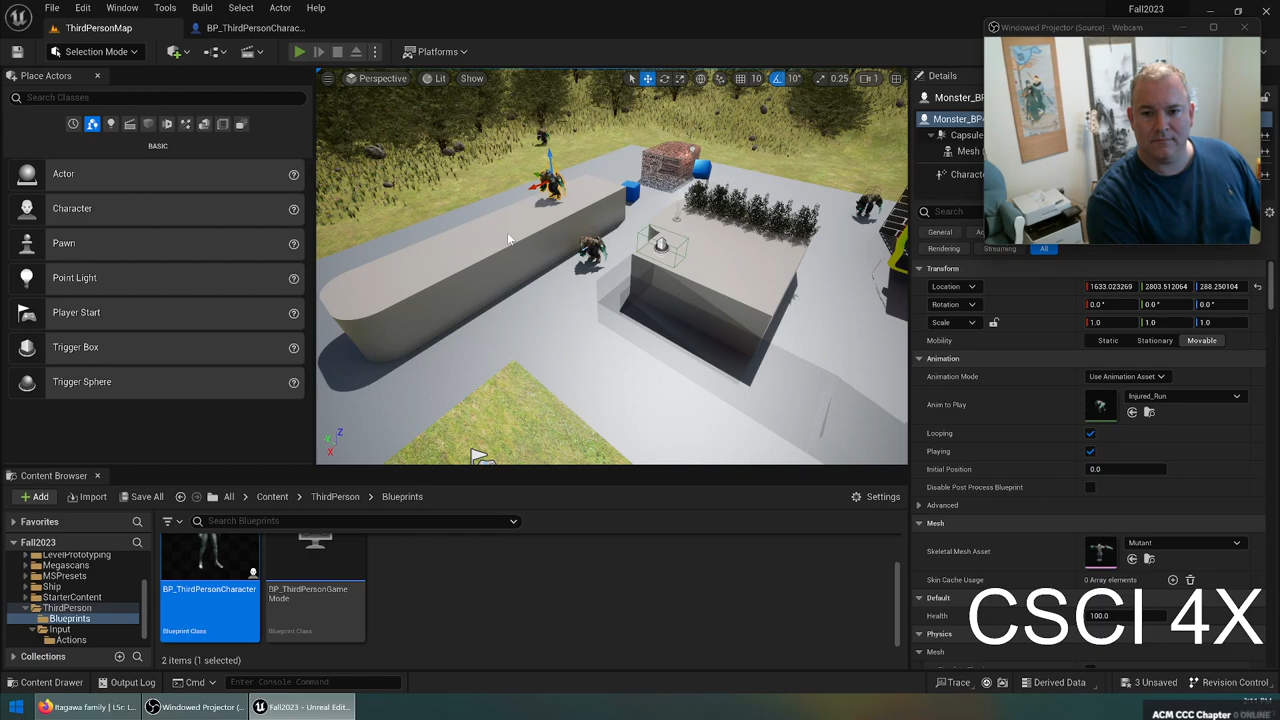 File Edit Window Tools Build Select Actor Help
Fall2023
ThirdPersonMap
BP_ThirdPersonCharac...
Windowed Projector (Source) - Webcam
Selection Mode
Platforms
Place Actors
Search Classes
BASIC
Actor
Character
Pawn
Point Light
Player Start
Trigger Box
Trigger Sphere
Perspective Lit Show
10 10° 0.25 1
Details
Monster_BP
Monster_BP
Capsule
Mesh (
Characte
Search
General
Rendering Streaming All
Transform
Location 1633.023269 2803.512064 288.250104
Rotation 0.0 ° 0.0 ° 0.0 °
Scale 1.0 1.0 1.0
Mobility Static Stationary Movable
Animation
Animation Mode Use Animation Asset
Anim to Play Injured_Run
Looping
Playing
Initial Position 0.0
Disable Post Process Blueprint
Advanced
Mesh
Skeletal Mesh Asset Mutant
Skin Cache Usage 0 Array elements
Default
Health 100.0
Physics
Mesh
CSCI 4X
Content Browser
Add Import Save All All Content ThirdPerson Blueprints Settings
Favorites
Fall2023
LevelPrototyping
Megascans
MSPresets
Ship
StarterContent
ThirdPerson
Blueprints
Input
Actions
Collections
Search Blueprints
BP_ThirdPersonCharacter
Blueprint Class
BP_ThirdPersonGame
Mode
Blueprint Class
2 items (1 selected)
Content Drawer Output Log Cmd Enter Console Command
Trace Derived Data 3 Unsaved Revision Control
Itagawa family | L5r: L... Windowed Projector (... Fall2023 - Unreal Edit...
ACM CCC Chapter 0 ONLINE